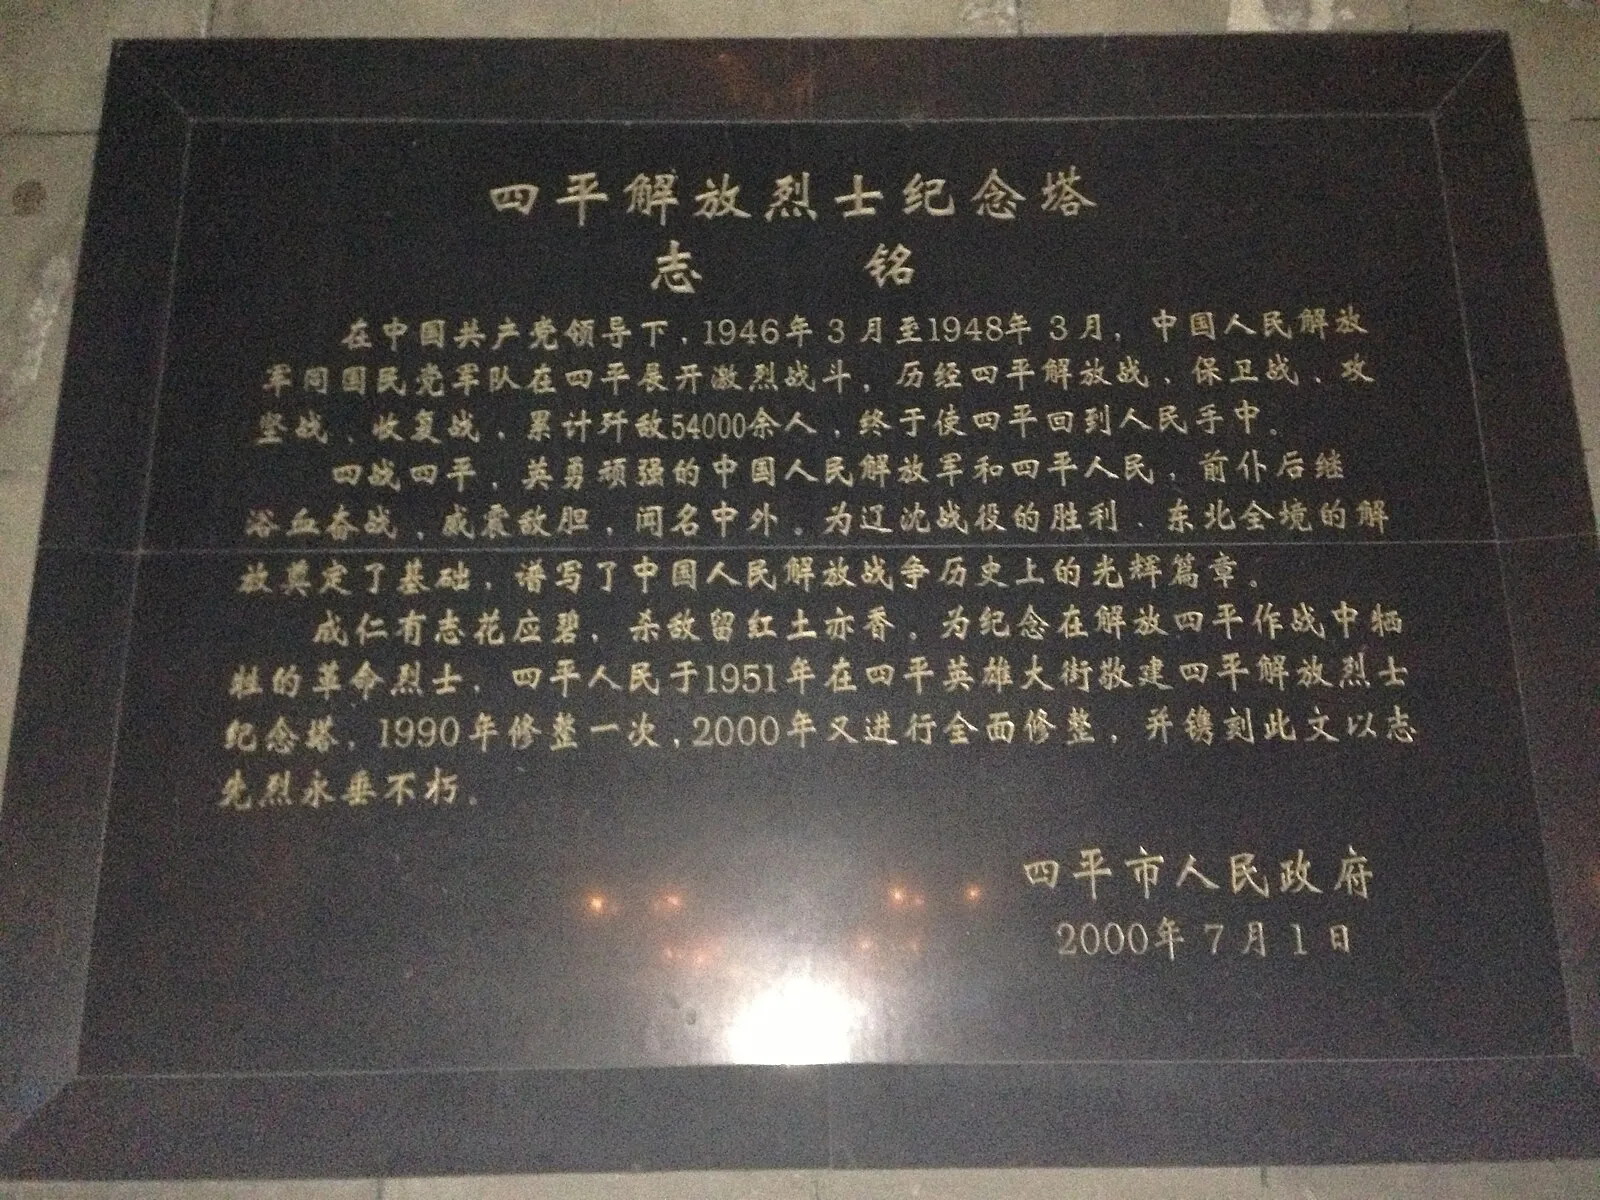 四平解放烈士纪念塔
志 铭
在中国共产党领导下，1946年3月至1948年3月，中国人民解放
军同国民党军队在四平展开激烈战斗，历经四平解放战、保卫战、攻
坚战、收复战，累计歼敌54000余人，终于使四平回到人民手中。
四战四平，英勇顽强的中国人民解放军和四平人民，前仆后继
浴血奋战，威震敌胆，闻名中外。为辽沈战役的胜利、东北全境的解
放奠定了基础，谱写了中国人民解放战争历史上的光辉篇章。
成仁有志花应碧，杀敌留红土亦香。为纪念在解放四平作战中牺
牲的革命烈士，四平人民于1951年在四平英雄大街敬建四平解放烈士
纪念塔，1990年修整一次，2000年又进行全面修整，并镌刻此文以志
先烈永垂不朽。
四平市人民政府
2000年7月1日